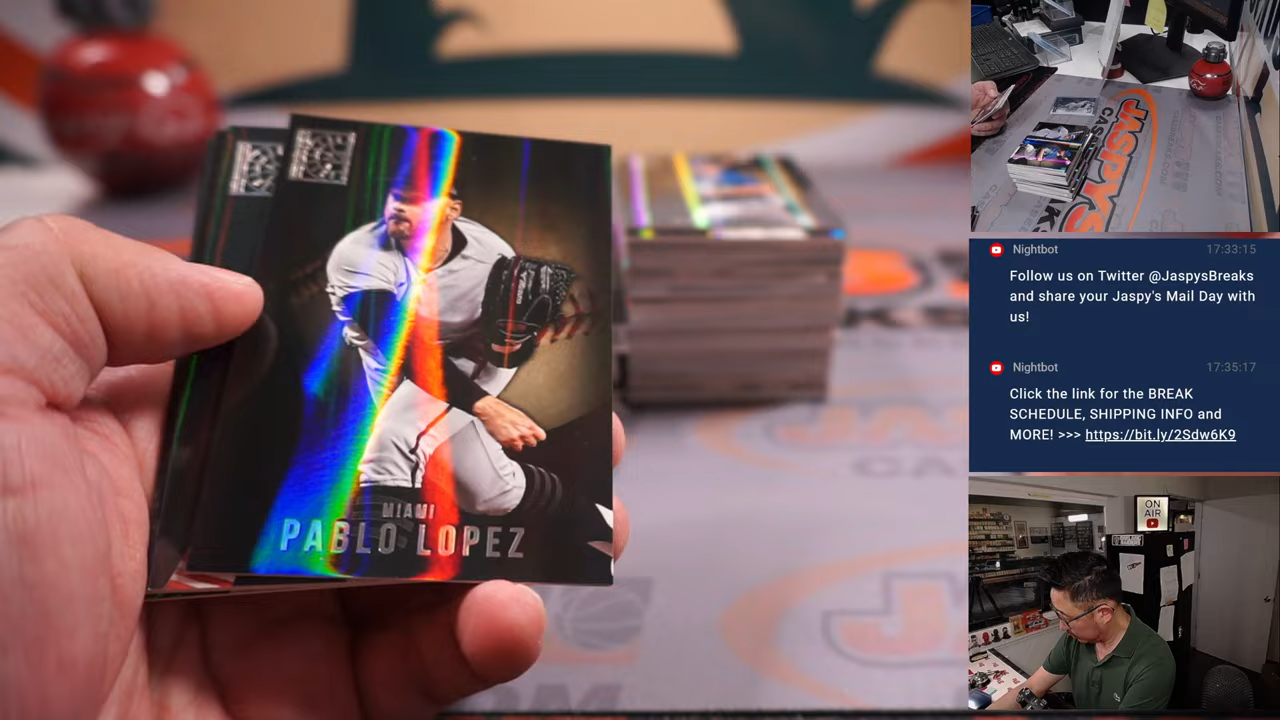 MIAMI
PABLO LOPEZ
JASPYS
Nightbot 17:33:15
Follow us on Twitter @JaspysBreaks
and share your Jaspy's Mail Day with
us!
Nightbot 17:35:17
Click the link for the BREAK
SCHEDULE, SHIPPING INFO and
MORE! >>> https://bit.ly/2Sdw6K9
ON
AIR